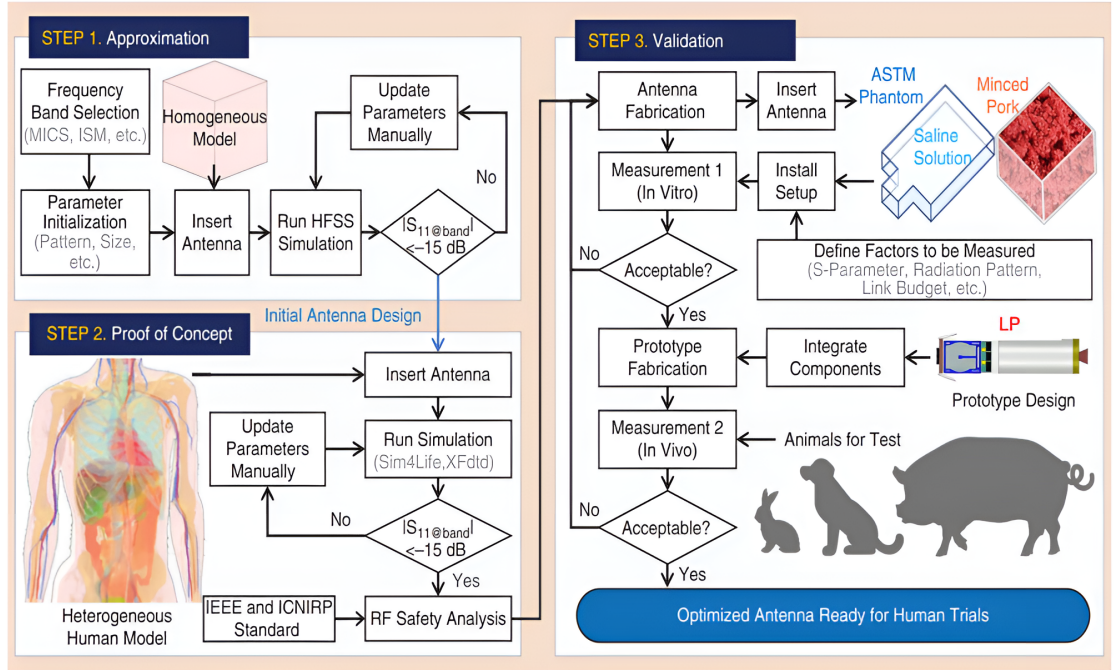 STEP 1. Approximation
Frequency
Band Selection
(MICS, ISM, etc.)
Homogeneous
Model
Update
Parameters
Manually
No
Parameter
Initialization
(Pattern, Size,
etc.)
Insert
Antenna
Run HFSS
Simulation
|S11@band|
<–15 dB
Initial Antenna Design
STEP 2. Proof of Concept
Insert Antenna
Update
Parameters
Manually
Run Simulation
(Sim4Life,XFdtd)
No
|S11@band|
<–15 dB
Yes
Heterogeneous
Human Model
IEEE and ICNIRP
Standard
RF Safety Analysis
STEP 3. Validation
Antenna
Fabrication
Insert
Antenna
ASTM
Phantom
Minced
Pork
Saline
Solution
Measurement 1
(In Vitro)
Install
Setup
No
Acceptable?
Define Factors to be Measured
(S-Parameter, Radiation Pattern,
Link Budget, etc.)
Yes
LP
Prototype
Fabrication
Integrate
Components
Prototype Design
Measurement 2
(In Vivo)
Animals for Test
No
Acceptable?
Yes
Optimized Antenna Ready for Human Trials